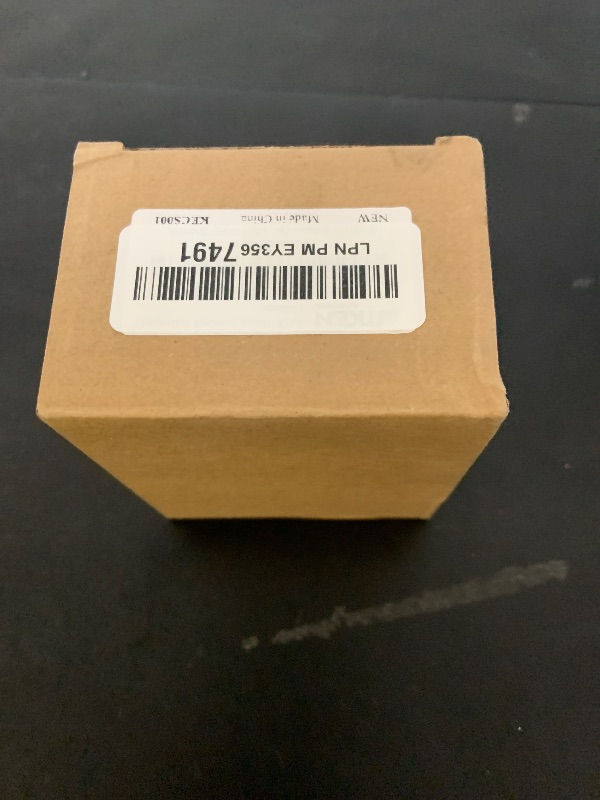 LPN PM EY356 7491
NEW Made in China KECS001